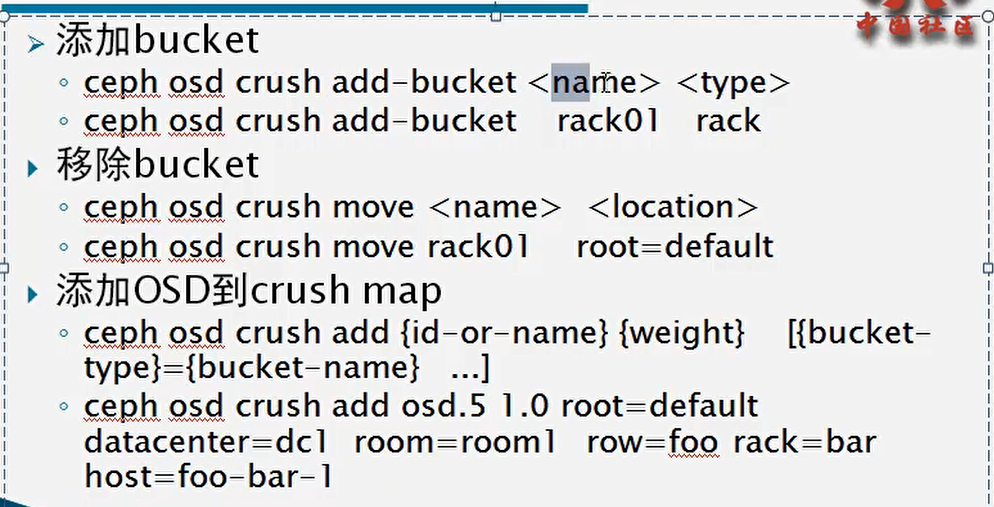 中国社区
添加bucket
ceph osd crush add-bucket <name> <type>
ceph osd crush add-bucket rack01 rack
移除bucket
ceph osd crush move <name> <location>
ceph osd crush move rack01 root=default
添加OSD到crush map
ceph osd crush add {id-or-name} {weight} [{bucket-
type}={bucket-name} ...]
ceph osd crush add osd.5 1.0 root=default
datacenter=dc1 room=room1 row=foo rack=bar
host=foo-bar-1